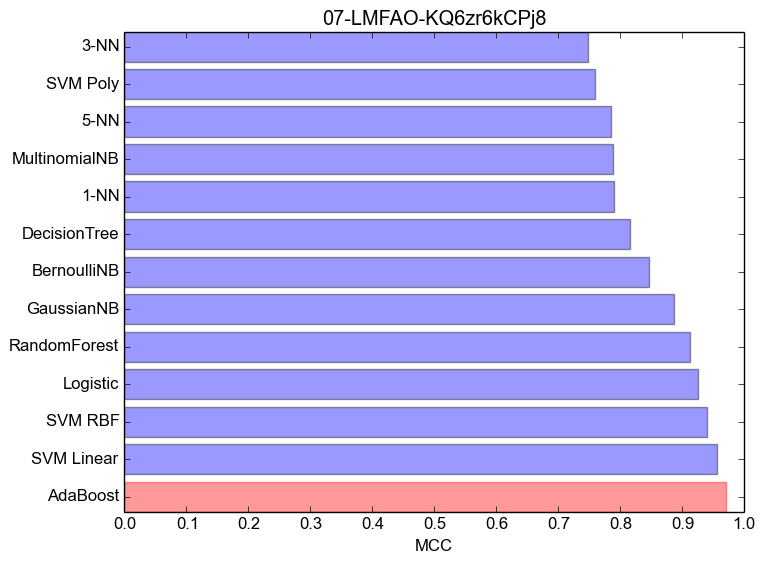 07-LMFAO-KQ6zr6kCPj8
3-NN
SVM Poly
5-NN
MultinomialNB
1-NN
DecisionTree
BernoulliNB
GaussianNB
RandomForest
Logistic
SVM RBF
SVM Linear
AdaBoost
0.0 0.1 0.2 0.3 0.4 0.5 0.6 0.7 0.8 0.9 1.0
MCC